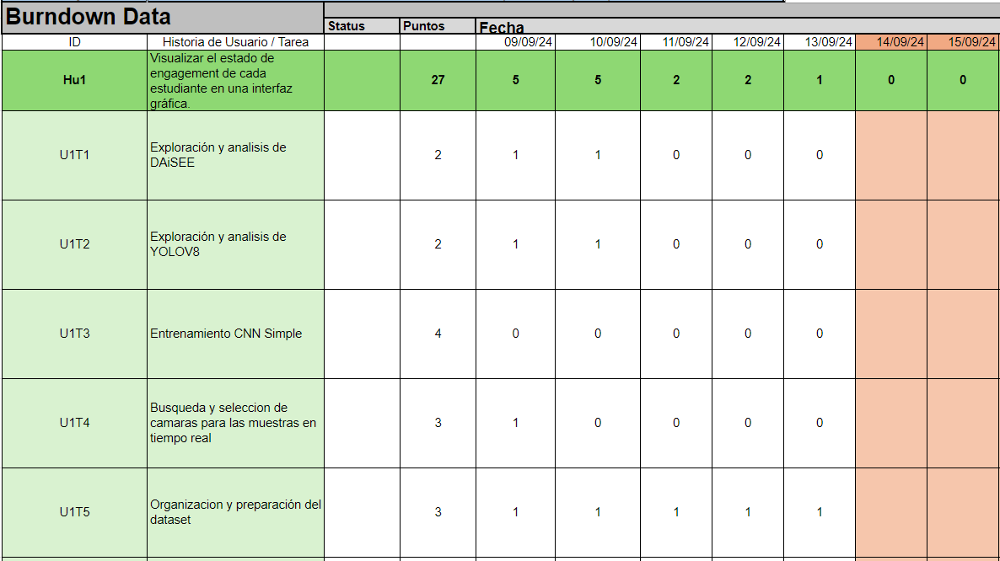 Burndown Data
Status Puntos Fecha
ID Historia de Usuario / Tarea 09/09/24 10/09/24 11/09/24 12/09/24 13/09/24 14/09/24 15/09/24
Hu1 Visualizar el estado de
engagement de cada
estudiante en una interfaz
gráfica. 27 5 5 2 2 1 0 0
U1T1 Exploración y analisis de
DAiSEE 2 1 1 0 0 0
U1T2 Exploración y analisis de
YOLOV8 2 1 1 0 0 0
U1T3 Entrenamiento CNN Simple 4 0 0 0 0 0
U1T4 Busqueda y seleccion de
camaras para las muestras en
tiempo real 3 1 0 0 0 0
U1T5 Organizacion y preparación del
dataset 3 1 1 1 1 1